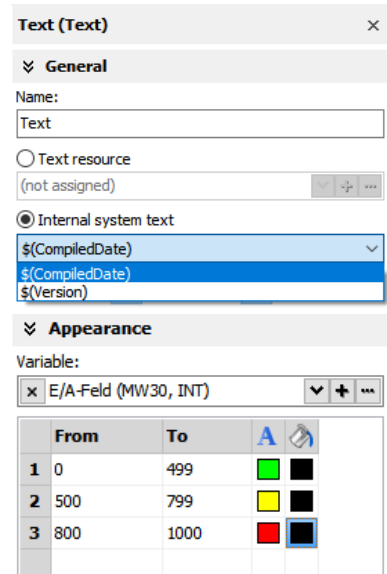 Text (Text)
General
Name:
Text
Text resource
(not assigned)
Internal system text
$(CompiledDate)
$(CompiledDate)
$(Version)
Appearance
Variable:
E/A-Feld (MW30, INT)
From To A
1 0 499
2 500 799
3 800 1000